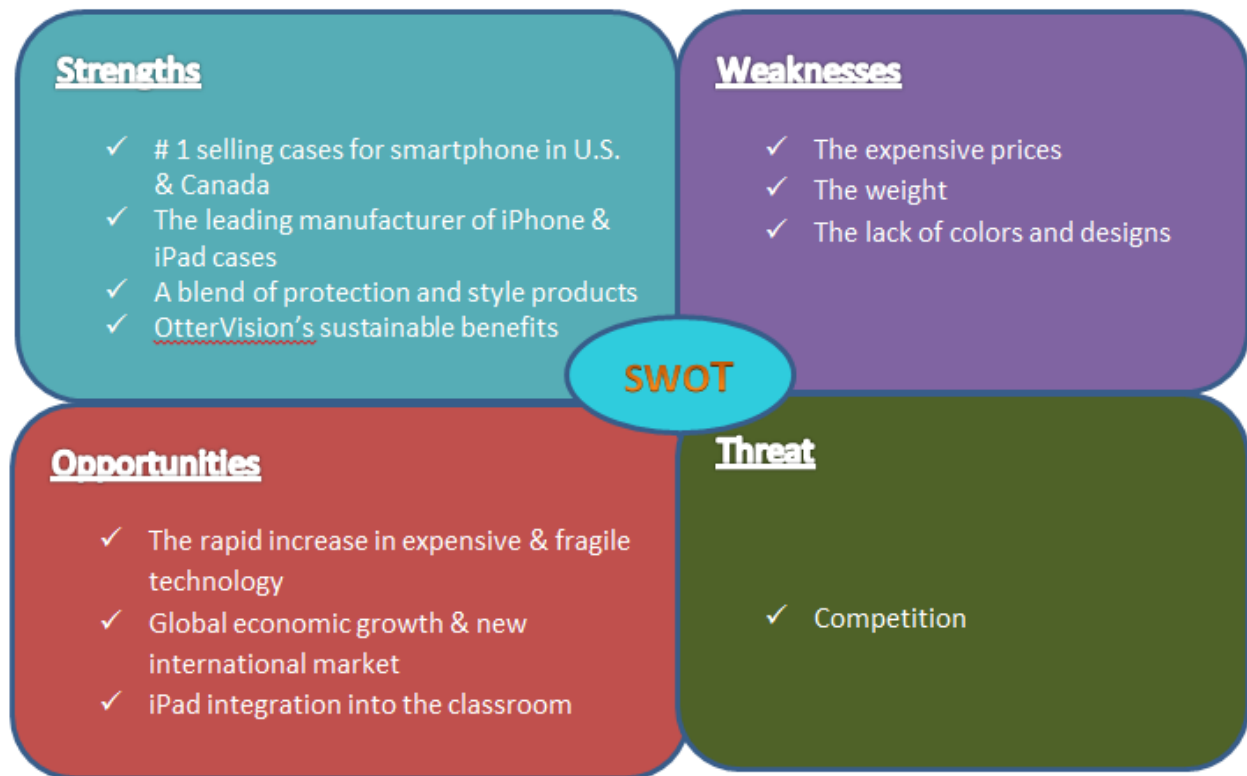 Strengths
✓ # 1 selling cases for smartphone in U.S.
& Canada
✓ The leading manufacturer of iPhone &
iPad cases
✓ A blend of protection and style products
✓ OtterVision's sustainable benefits
Weaknesses
✓ The expensive prices
✓ The weight
✓ The lack of colors and designs
SWOT
Opportunities
✓ The rapid increase in expensive & fragile
technology
✓ Global economic growth & new
international market
✓ iPad integration into the classroom
Threat
✓ Competition